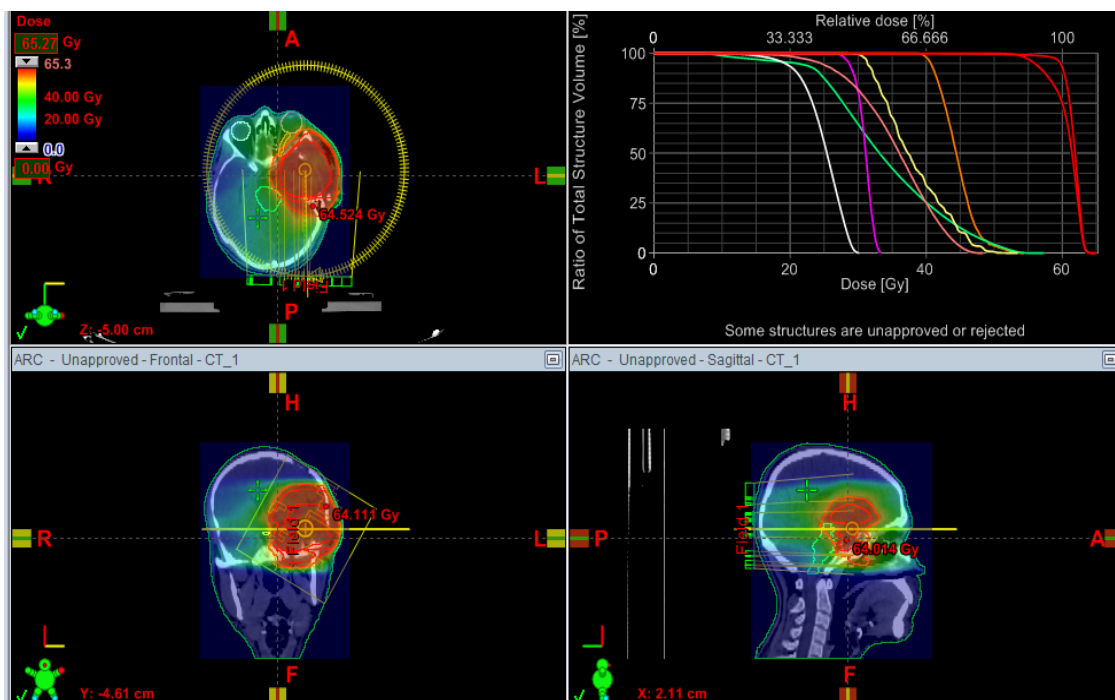 Dose
65.27 Gy
65.3
40.00 Gy
20.00 Gy
0.0
0.00 Gy
R
A
L
P
64.524 Gy
Field 1
Z: -5.00 cm
Relative dose [%]
0 33.333 66.666 100
Ratio of Total Structure Volume [%]
100
75
50
25
0
0 20 40 60
Dose [Gy]
Some structures are unapproved or rejected
ARC - Unapproved - Frontal - CT_1
H
R
L
F
Field 1
64.111 Gy
Y: -4.61 cm
ARC - Unapproved - Sagittal - CT_1
H
P
A
F
Field 1
64.014 Gy
X: 2.11 cm